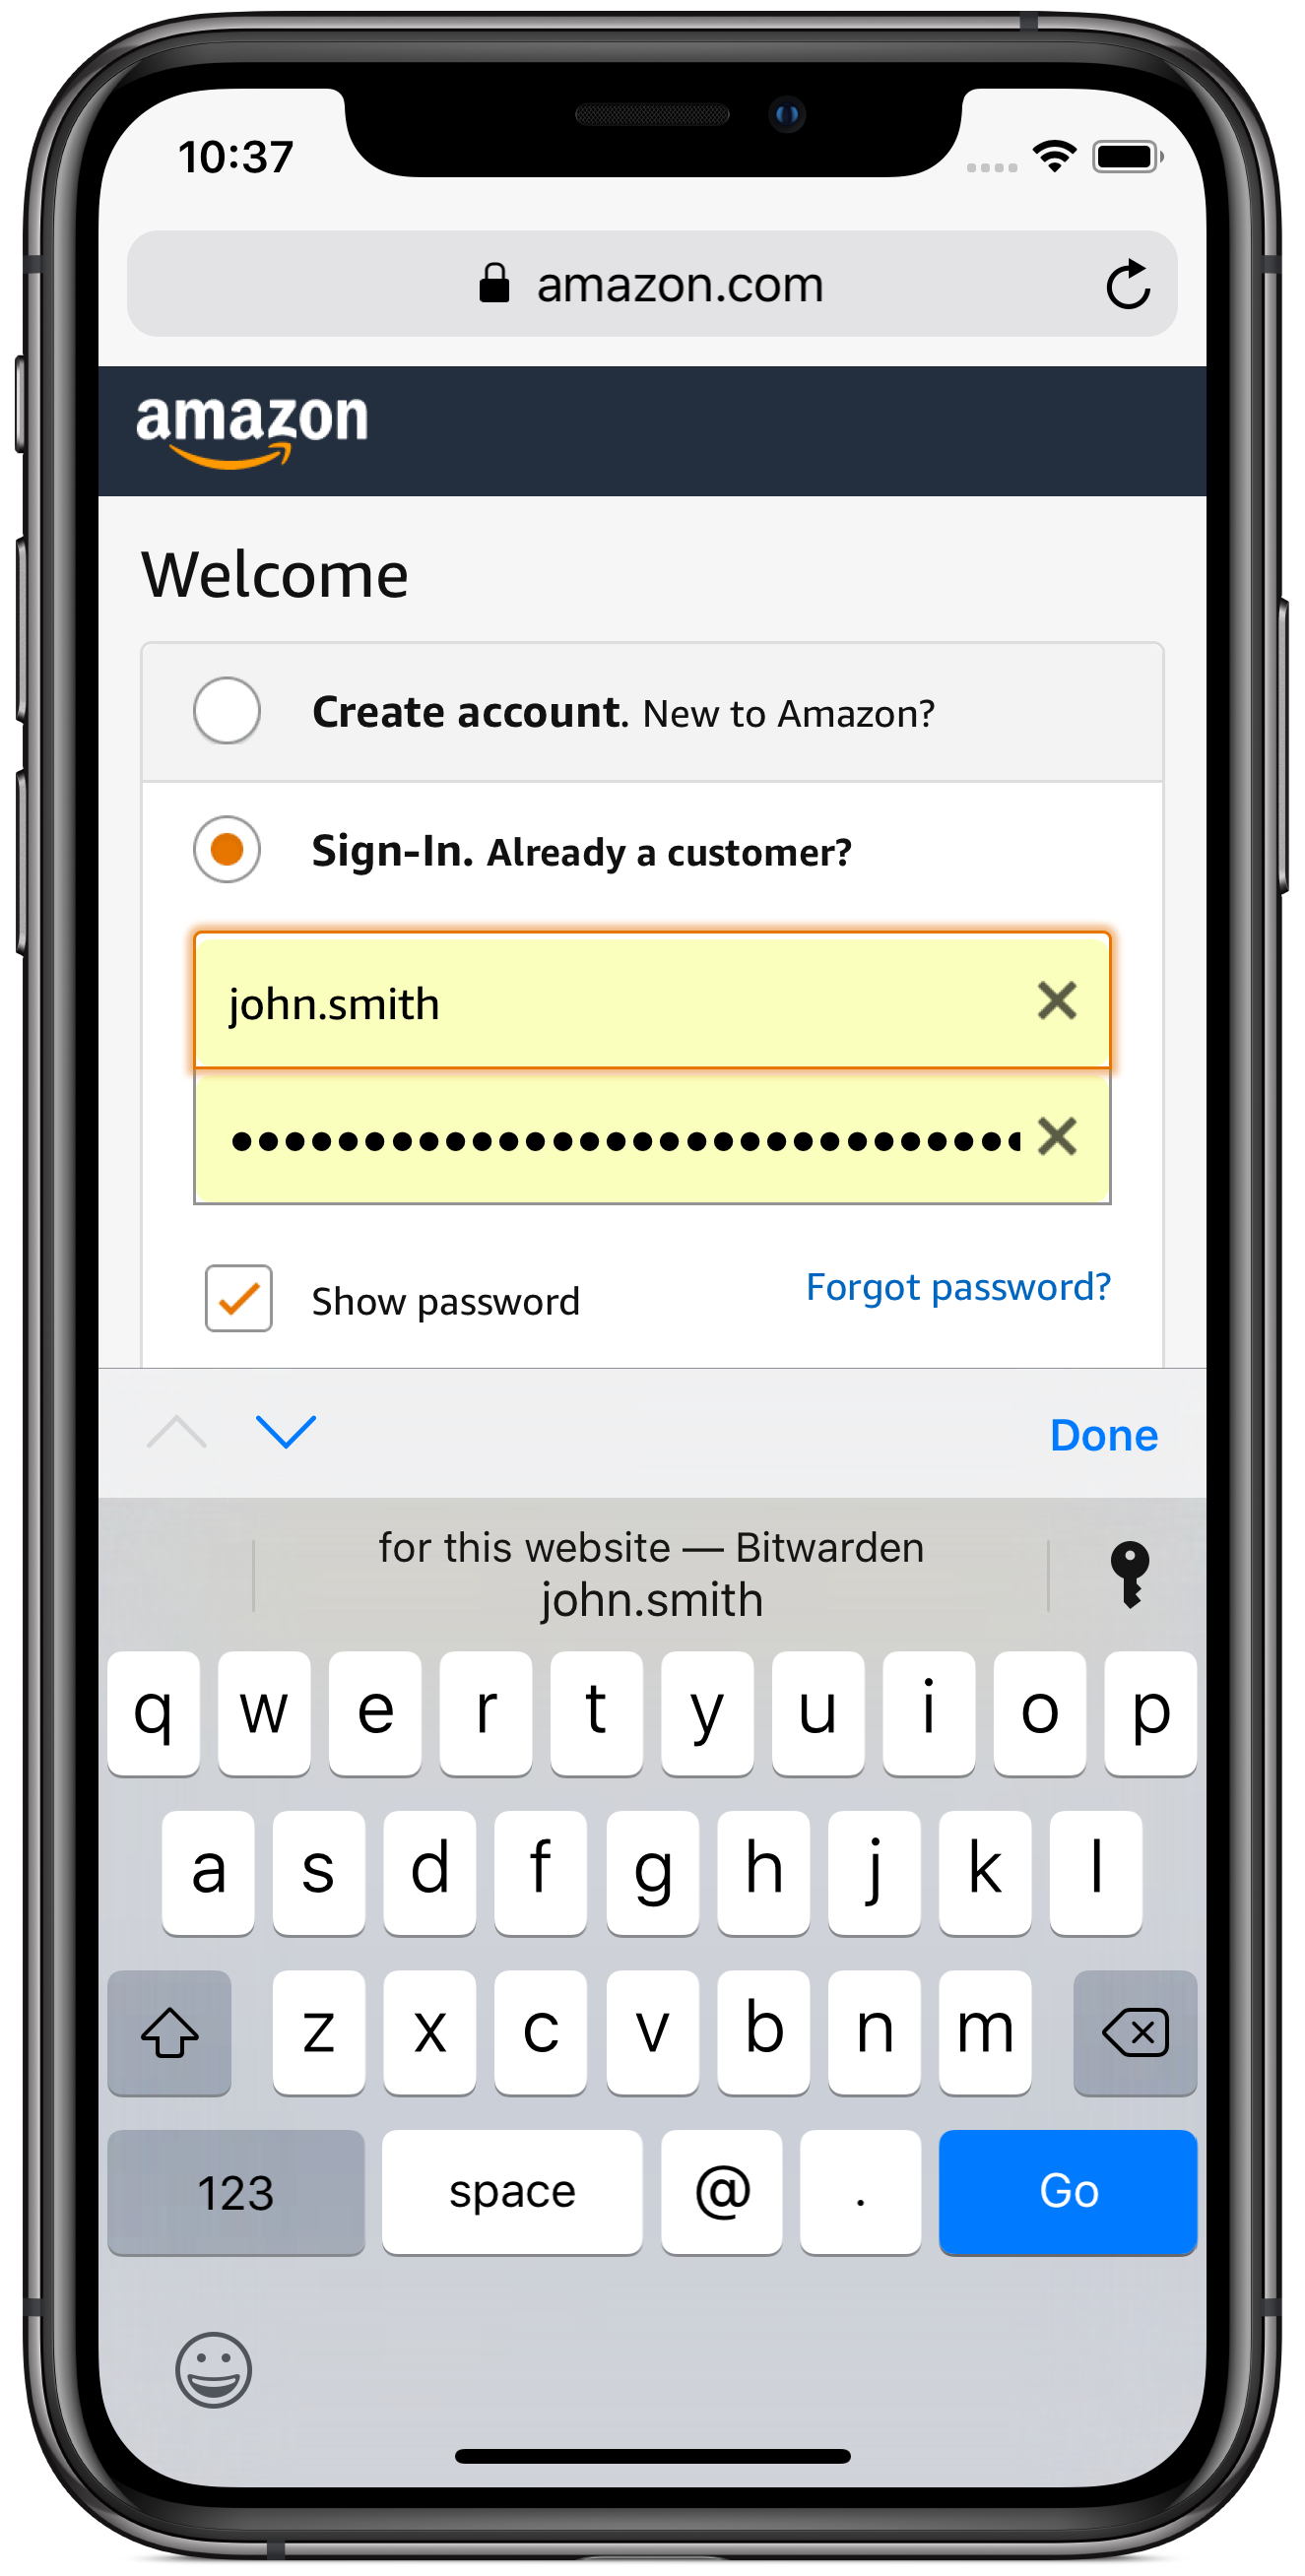 10:37
amazon.com
amazon
Welcome
Create account. New to Amazon?
Sign-In. Already a customer?
john.smith
••••••••••••••••••••••••••••••
Show password
Forgot password?
Done
for this website — Bitwarden
john.smith
q w e r t y u i o p
a s d f g h j k l
z x c v b n m
123 space @ . Go